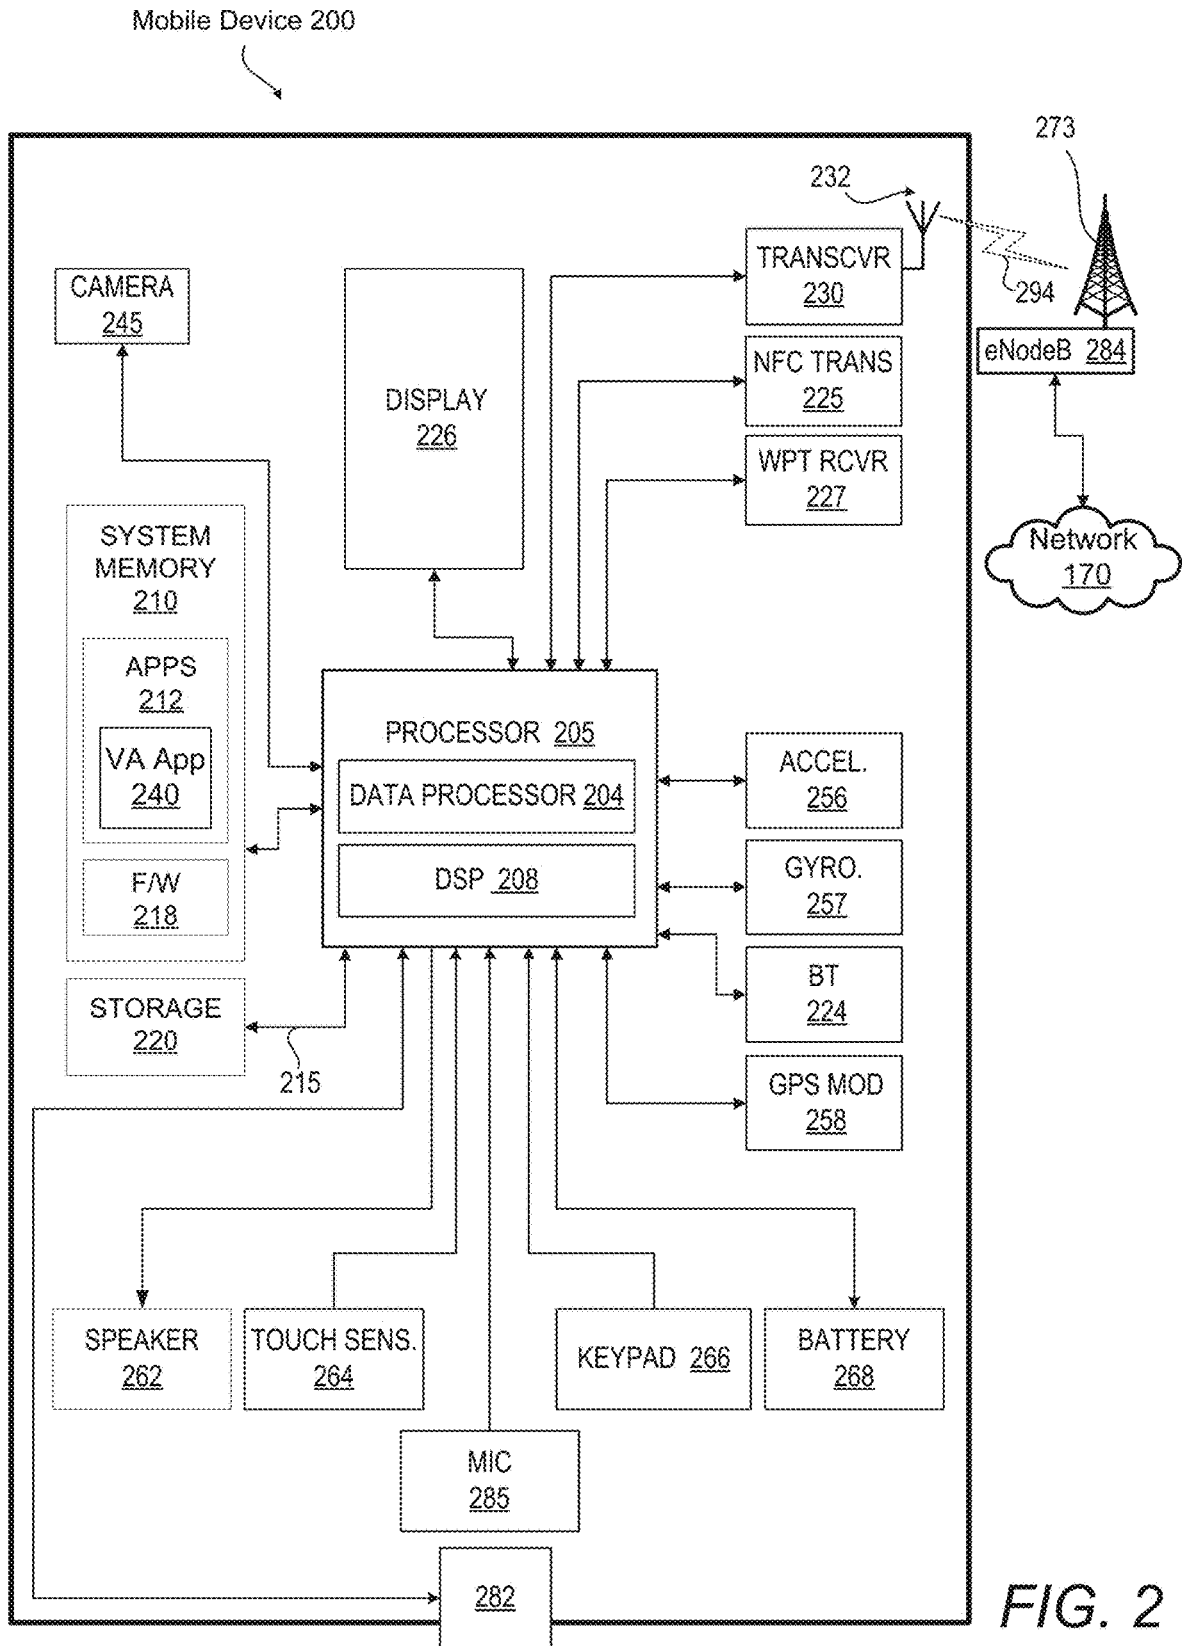 Mobile Device 200
273
232
TRANSCVR
230
294
CAMERA
245
eNodeB 284
NFC TRANS
225
DISPLAY
226
WPT RCVR
227
SYSTEM
MEMORY
210
Network
170
APPS
212
VA App
240
F/W
218
PROCESSOR 205
DATA PROCESSOR 204
DSP 208
ACCEL.
256
GYRO.
257
BT
224
STORAGE
220
215
GPS MOD
258
SPEAKER
262
TOUCH SENS.
264
KEYPAD 266
BATTERY
268
MIC
285
282
FIG. 2